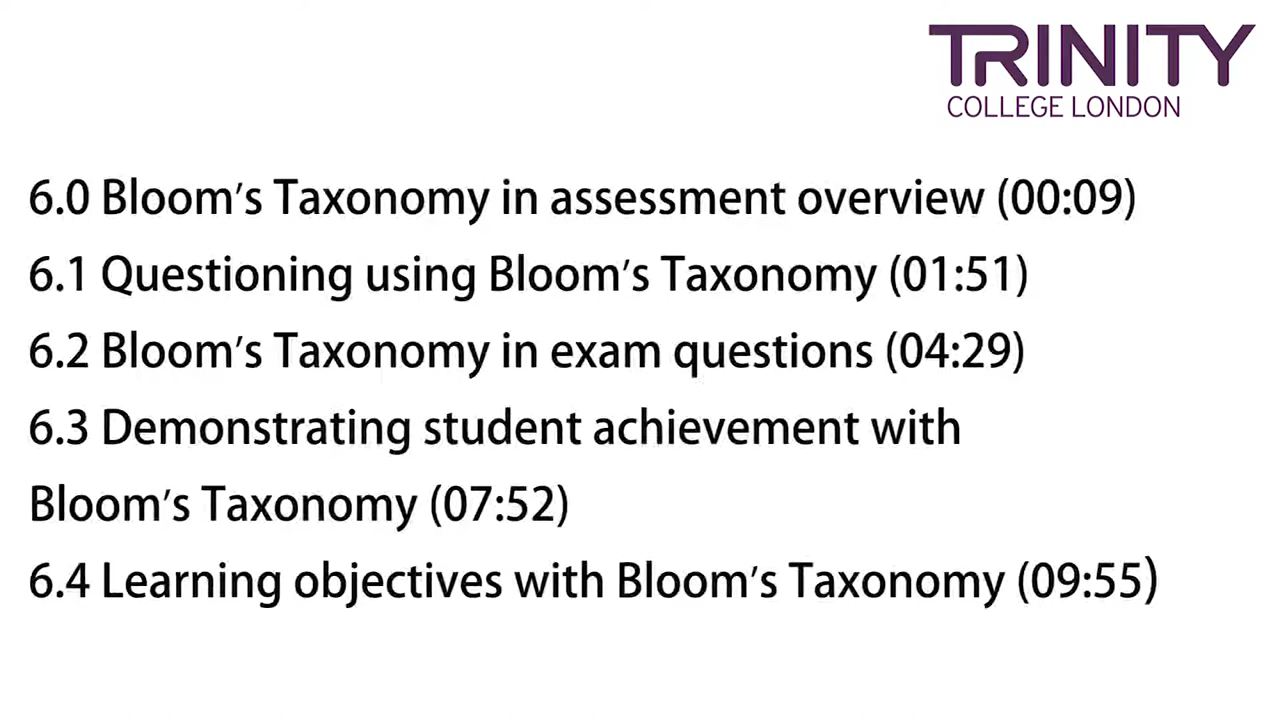 TRINITY
COLLEGE LONDON
6.0 Bloom’s Taxonomy in assessment overview (00:09)
6.1 Questioning using Bloom’s Taxonomy (01:51)
6.2 Bloom’s Taxonomy in exam questions (04:29)
6.3 Demonstrating student achievement with
Bloom’s Taxonomy (07:52)
6.4 Learning objectives with Bloom’s Taxonomy (09:55)